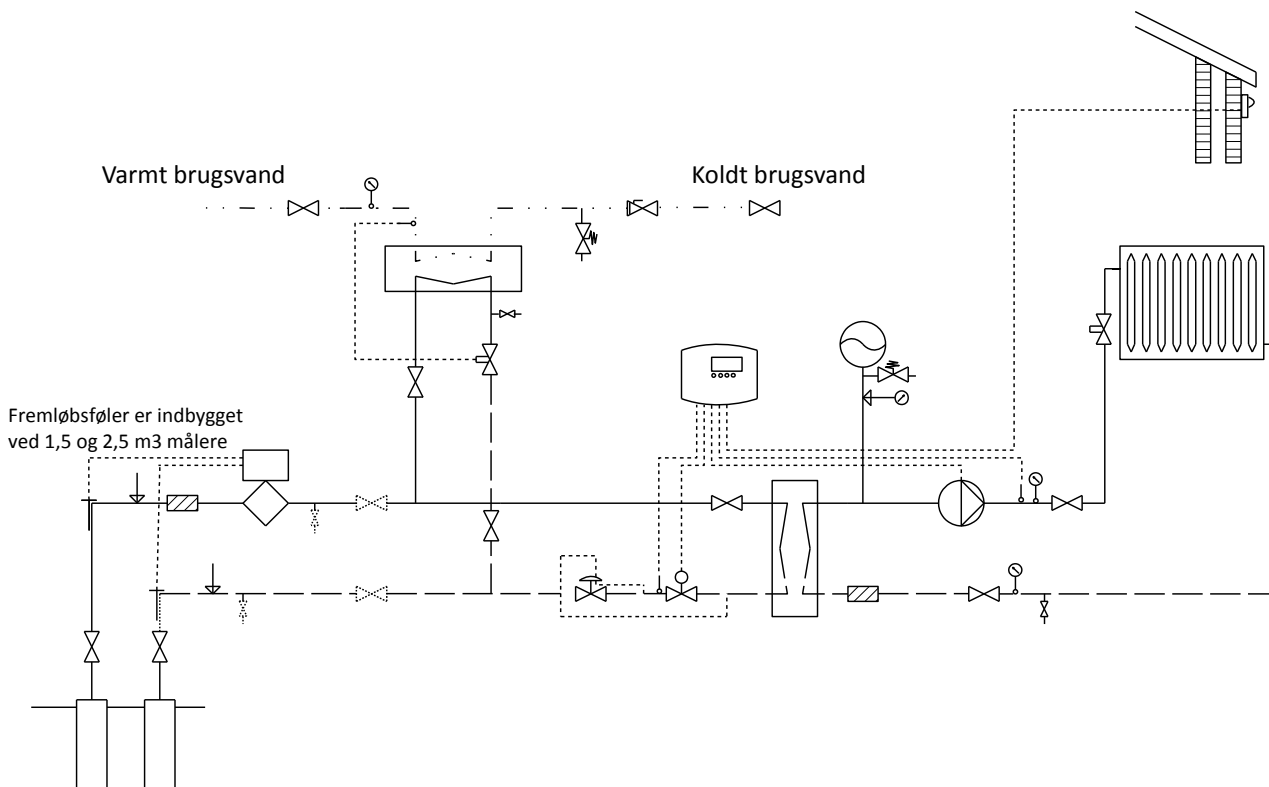 Varmt brugsvand
Koldt brugsvand
Fremløbsføler er indbygget
ved 1,5 og 2,5 m3 målere